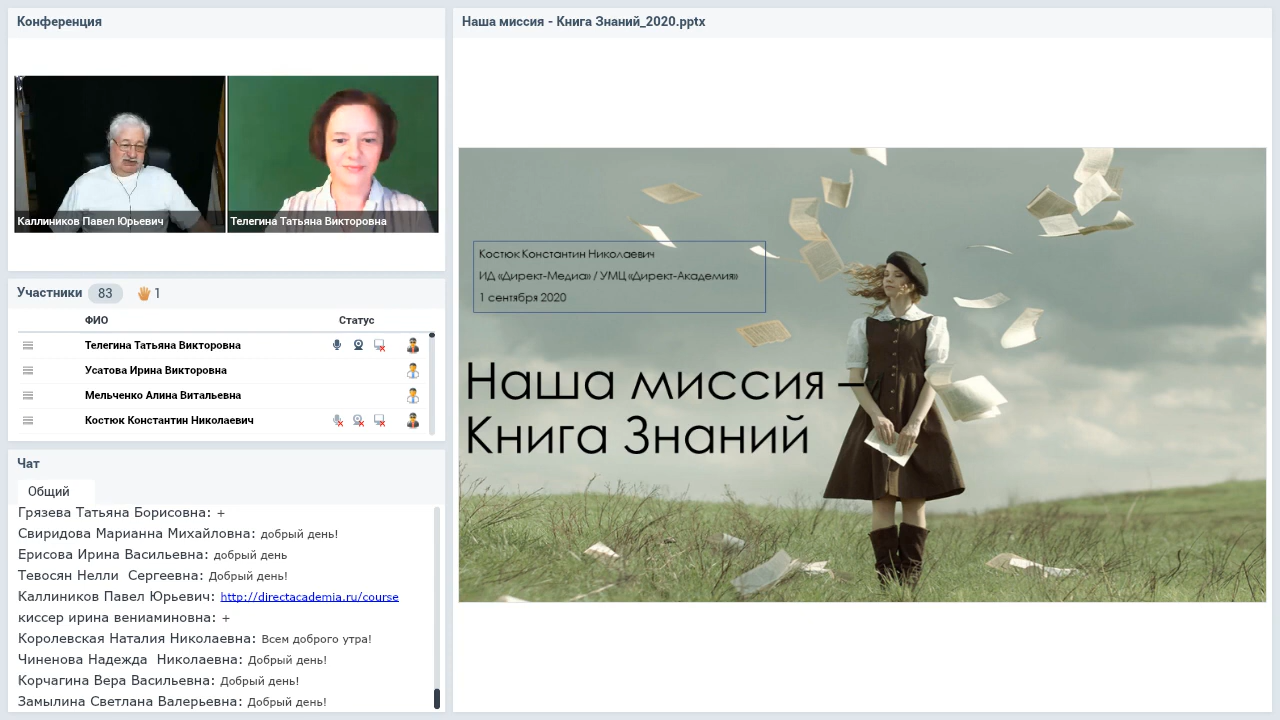 Конференция
Каллиников Павел Юрьевич
Телегина Татьяна Викторовна
Участники 83 1
ФИО Статус
Телегина Татьяна Викторовна
Усатова Ирина Викторовна
Мельченко Алина Витальевна
Костюк Константин Николаевич
Чат
Общий
Грязева Татьяна Борисовна: +
Свиридова Марианна Михайловна: добрый день!
Ерисова Ирина Васильевна: добрый день
Тевосян Нелли  Сергеевна: Добрый день!
Каллиников Павел Юрьевич: http://directacademia.ru/course
киссер ирина вениаминовна: +
Королевская Наталия Николаевна: Всем доброго утра!
Чиненова Надежда  Николаевна: Добрый день!
Корчагина Вера Васильевна: Добрый день!
Замылина Светлана Валерьевна: Добрый день!
Наша миссия - Книга Знаний_2020.pptx
Костюк Константин Николаевич
ИД «Директ-Медиа» / УМЦ «Директ-Академия»
1 сентября 2020
Наша миссия –
Книга Знаний